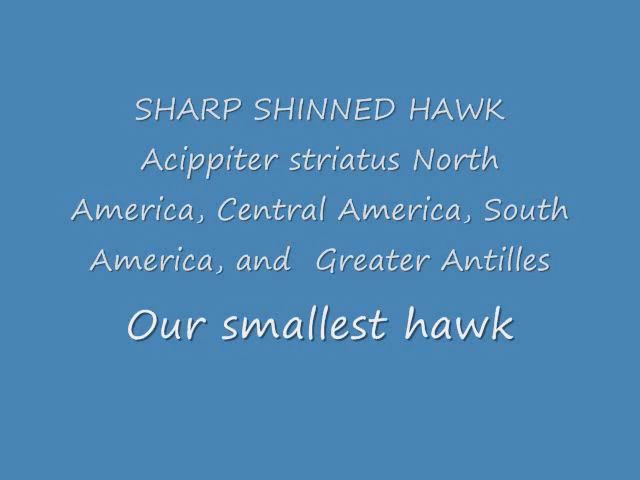 SHARP SHINNED HAWK
Acippiter striatus North
America, Central America, South
America, and Greater Antilles
Our smallest hawk